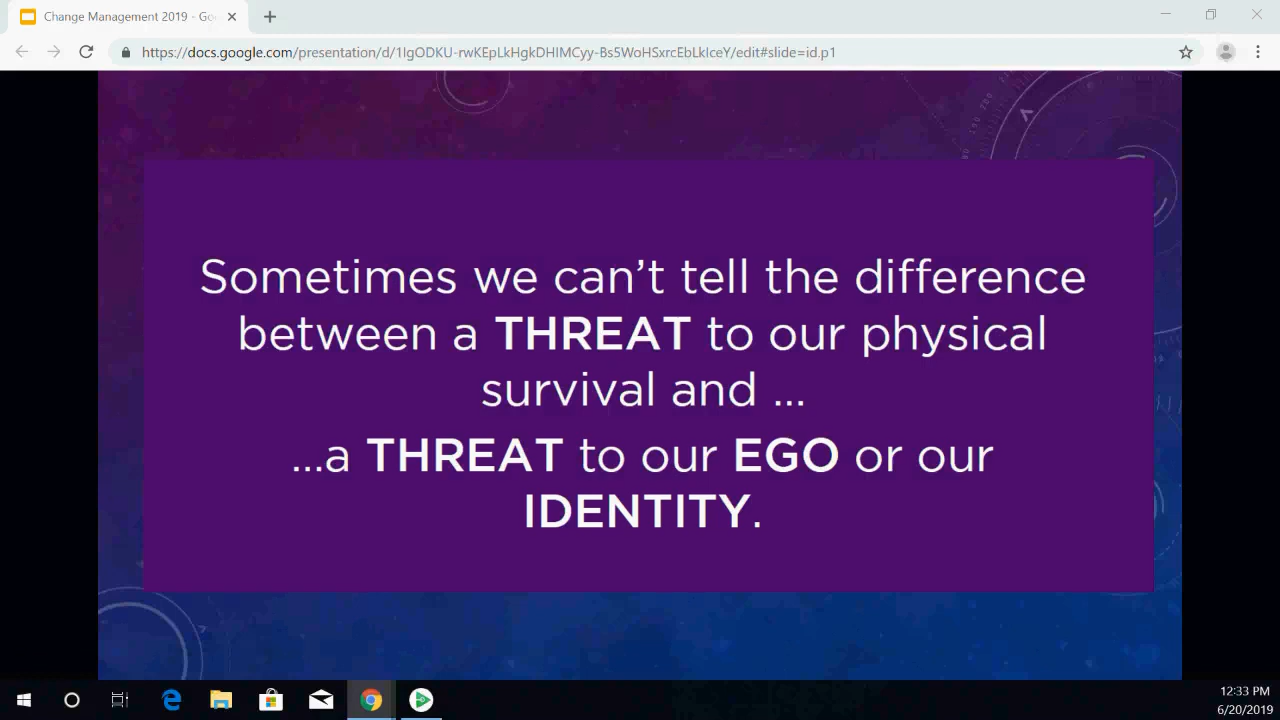 Change Management 2019 - Go
https://docs.google.com/presentation/d/1IgODKU-rwKEpLkHgkDHIMCyy-Bs5WoHSxrcEbLkIceY/edit#slide=id.p1
Sometimes we can’t tell the difference
between a THREAT to our physical
survival and ...
...a THREAT to our EGO or our
IDENTITY.
12:33 PM
6/20/2019